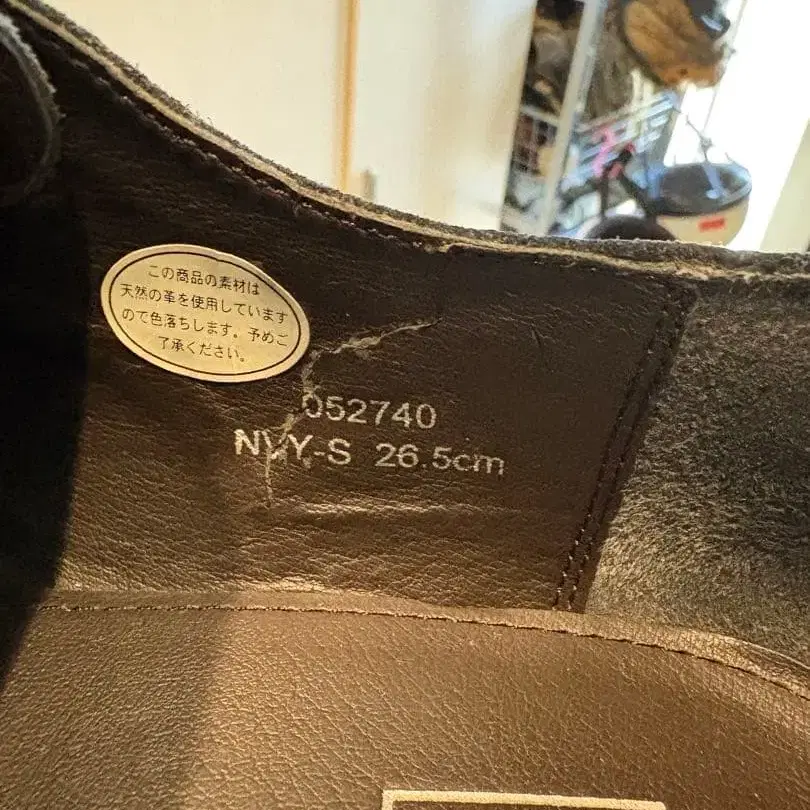 この商品の素材は
天然の革を使用しています
ので色落ちします。予めご
了承ください。
052740
NVY-S 26.5cm